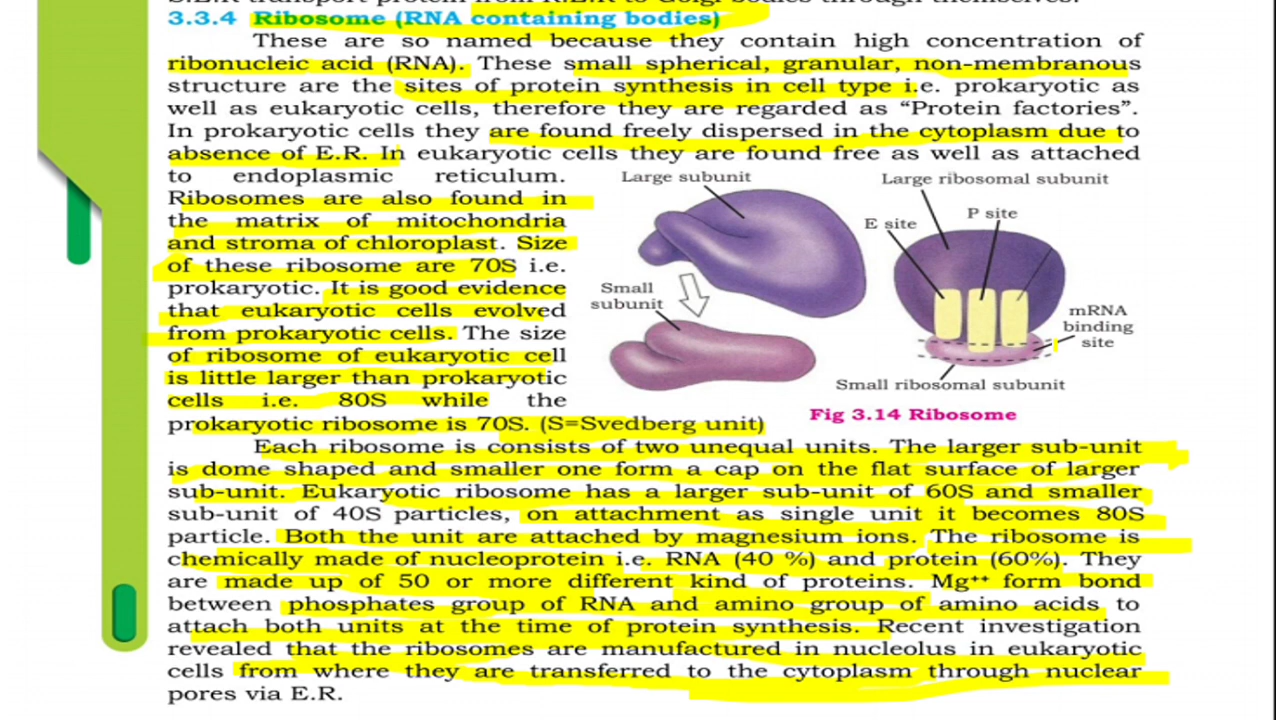 3.3.4 Ribosome (RNA containing bodies)
These are so named because they contain high concentration of
ribonucleic acid (RNA). These small spherical, granular, non-membranous
structure are the sites of protein synthesis in cell type i.e. prokaryotic as
well as eukaryotic cells, therefore they are regarded as “Protein factories”.
In prokaryotic cells they are found freely dispersed in the cytoplasm due to
absence of E.R. In eukaryotic cells they are found free as well as attached
to endoplasmic reticulum.
Ribosomes are also found in
the matrix of mitochondria
and stroma of chloroplast. Size
of these ribosome are 70S i.e.
prokaryotic. It is good evidence
that eukaryotic cells evolved
from prokaryotic cells. The size
of ribosome of eukaryotic cell
is little larger than prokaryotic
cells i.e. 80S while the
prokaryotic ribosome is 70S. (S=Svedberg unit)
Large subunit
Small
subunit
Large ribosomal subunit
E site
P site
mRNA
binding
site
Small ribosomal subunit
Fig 3.14 Ribosome
Each ribosome is consists of two unequal units. The larger sub-unit
is dome shaped and smaller one form a cap on the flat surface of larger
sub-unit. Eukaryotic ribosome has a larger sub-unit of 60S and smaller
sub-unit of 40S particles, on attachment as single unit it becomes 80S
particle. Both the unit are attached by magnesium ions. The ribosome is
chemically made of nucleoprotein i.e. RNA (40 %) and protein (60%). They
are made up of 50 or more different kind of proteins. Mg⁺⁺ form bond
between phosphates group of RNA and amino group of amino acids to
attach both units at the time of protein synthesis. Recent investigation
revealed that the ribosomes are manufactured in nucleolus in eukaryotic
cells from where they are transferred to the cytoplasm through nuclear
pores via E.R.